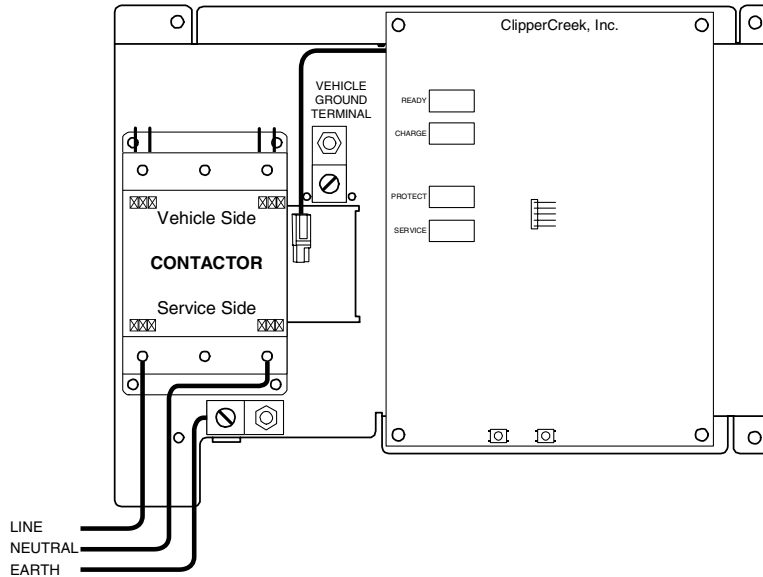 ClipperCreek, Inc.
VEHICLE
GROUND
TERMINAL
READY
CHARGE
PROTECT
SERVICE
Vehicle Side
CONTACTOR
Service Side
LINE
NEUTRAL
EARTH